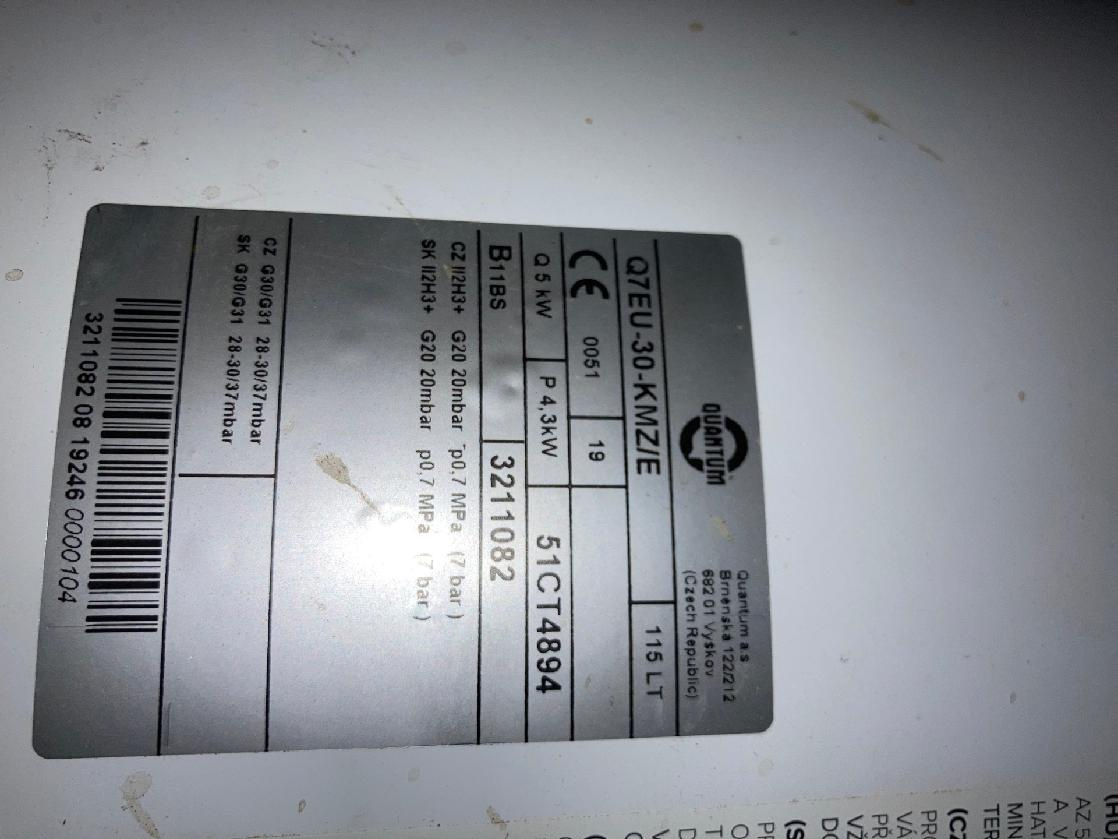 QUANTUM
Quantum a.s
Brněnská 122/212
682 01 Vyškov
(Czech Republic)
Q7EU-30-KMZ/E 115 LT
CE 0051 19
Q 5 kW P 4,3kW 51CT4894
B11BS 3211082
CZ II2H3+ G20 20mbar p0,7 MPa (7 bar)
SK II2H3+ G20 20mbar p0,7 MPa (7 bar)
CZ G30/G31 28-30/37mbar
SK G30/G31 28-30/37mbar
3211082 08 19246 0000104